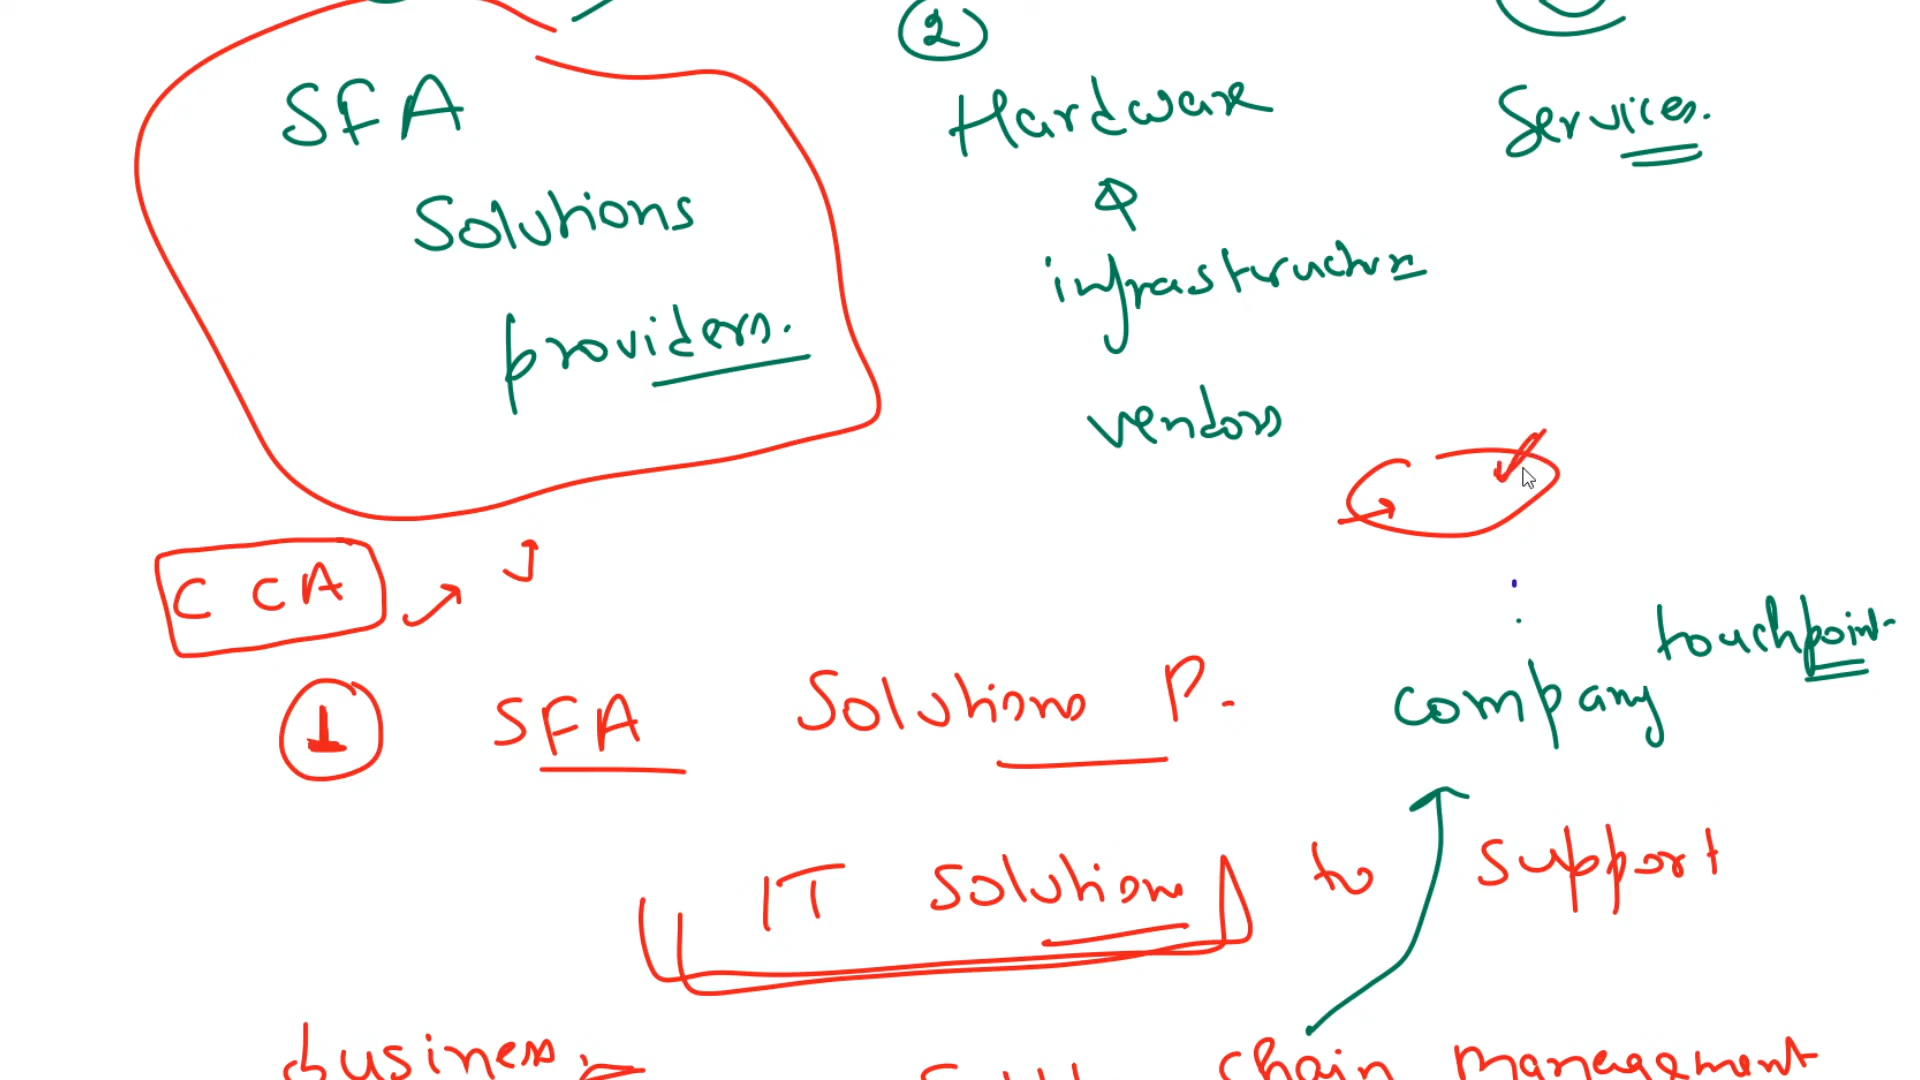 2
SFA
Solutions
providers.
Hardware
&
infrastructure
vendors
Services.
CCA
touchpoint
company
1 SFA Solutions P.
IT Solutions to support
business
chain management